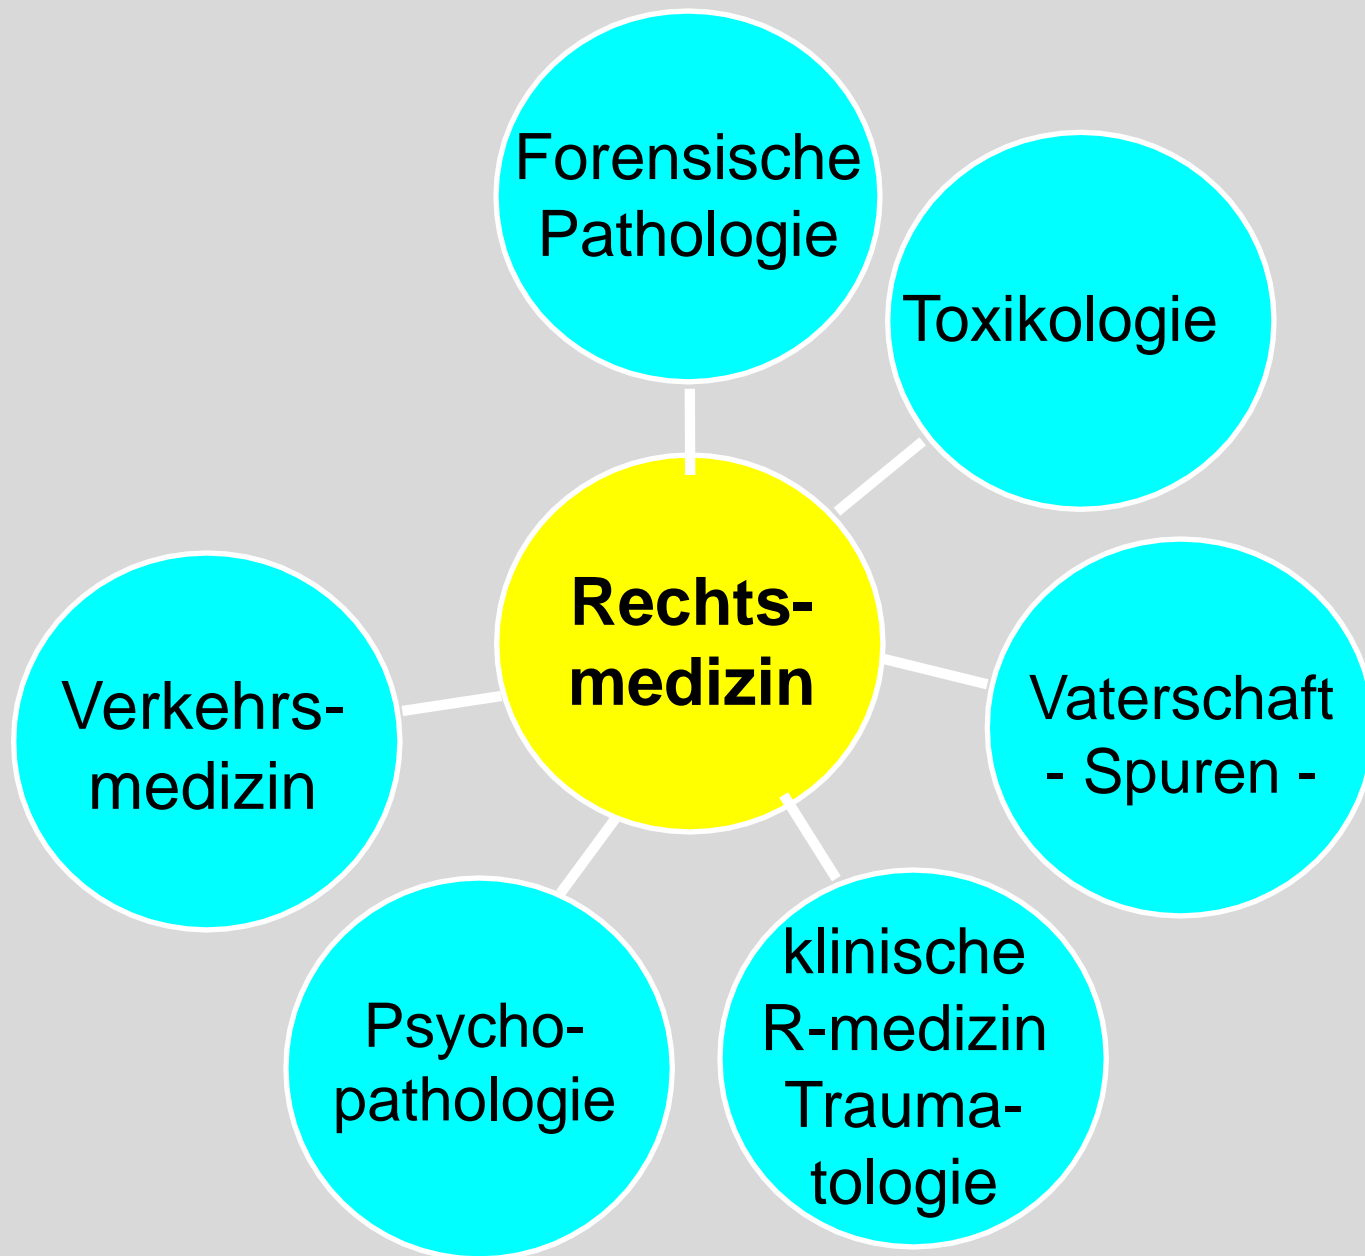 Forensische
Pathologie
Toxikologie
Rechts-
medizin
Vaterschaft
- Spuren -
Verkehrs-
medizin
klinische
R-medizin
Trauma-
tologie
Psycho-
pathologie